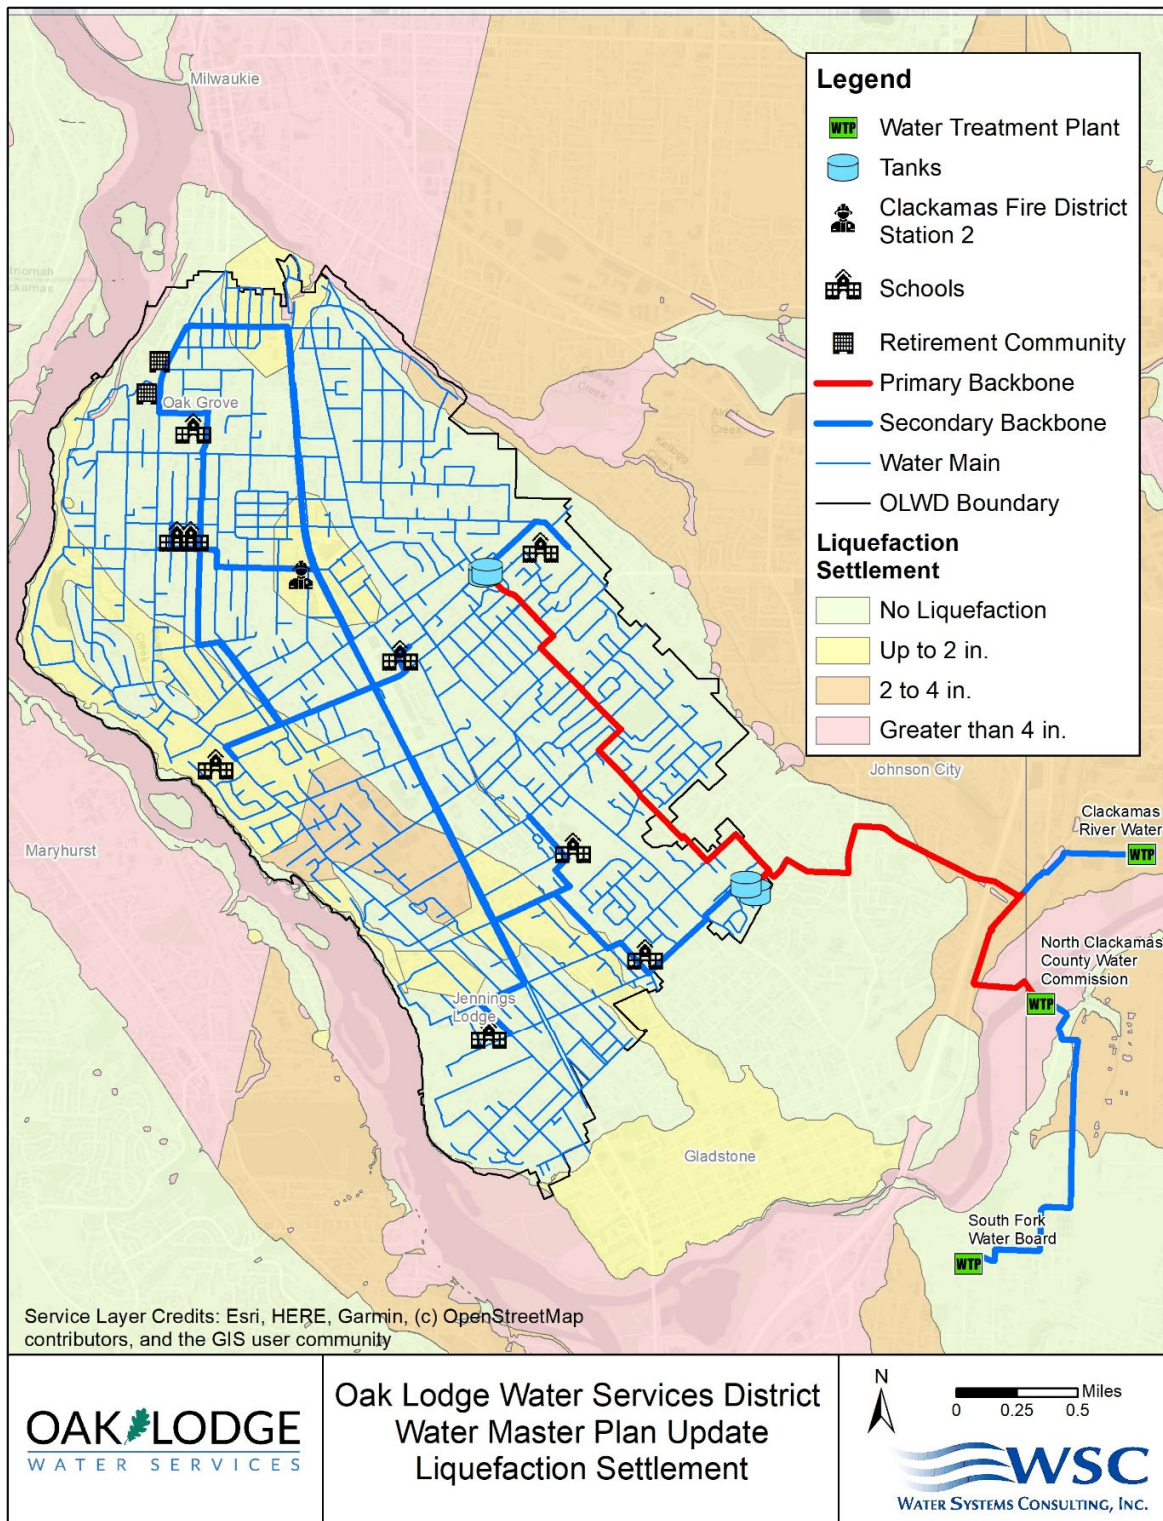 Milwaukie
Legend
WTP
Water Treatment Plant
Tanks
Clackamas Fire District
Station 2
Schools
Retirement Community
Primary Backbone
Secondary Backbone
Water Main
OLWD Boundary
Liquefaction
Settlement
No Liquefaction
Up to 2 in.
2 to 4 in.
Greater than 4 in.
Oak Grove
Kellogg
Creek
Johnson City
Clackamas
River Water
WTP
Maryhurst
North Clackamas
County Water
Commission
WTP
Jennings
Lodge
Gladstone
South Fork
Water Board
WTP
Service Layer Credits: Esri, HERE, Garmin, (c) OpenStreetMap
contributors, and the GIS user community
OAK LODGE
WATER SERVICES
Oak Lodge Water Services District
Water Master Plan Update
Liquefaction Settlement
N
Miles
0 0.25 0.5
WSC
WATER SYSTEMS CONSULTING, INC.